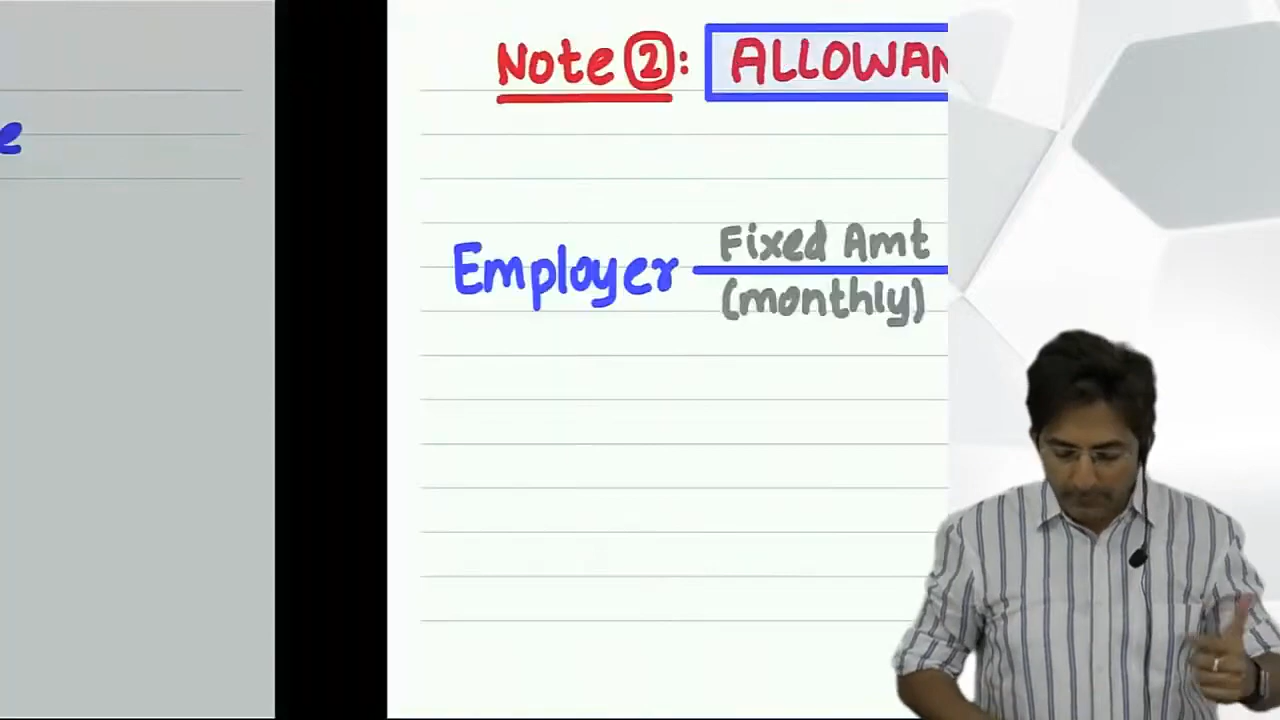 e
Note ②: ALLOWAN
Employer
Fixed Amt
(monthly)